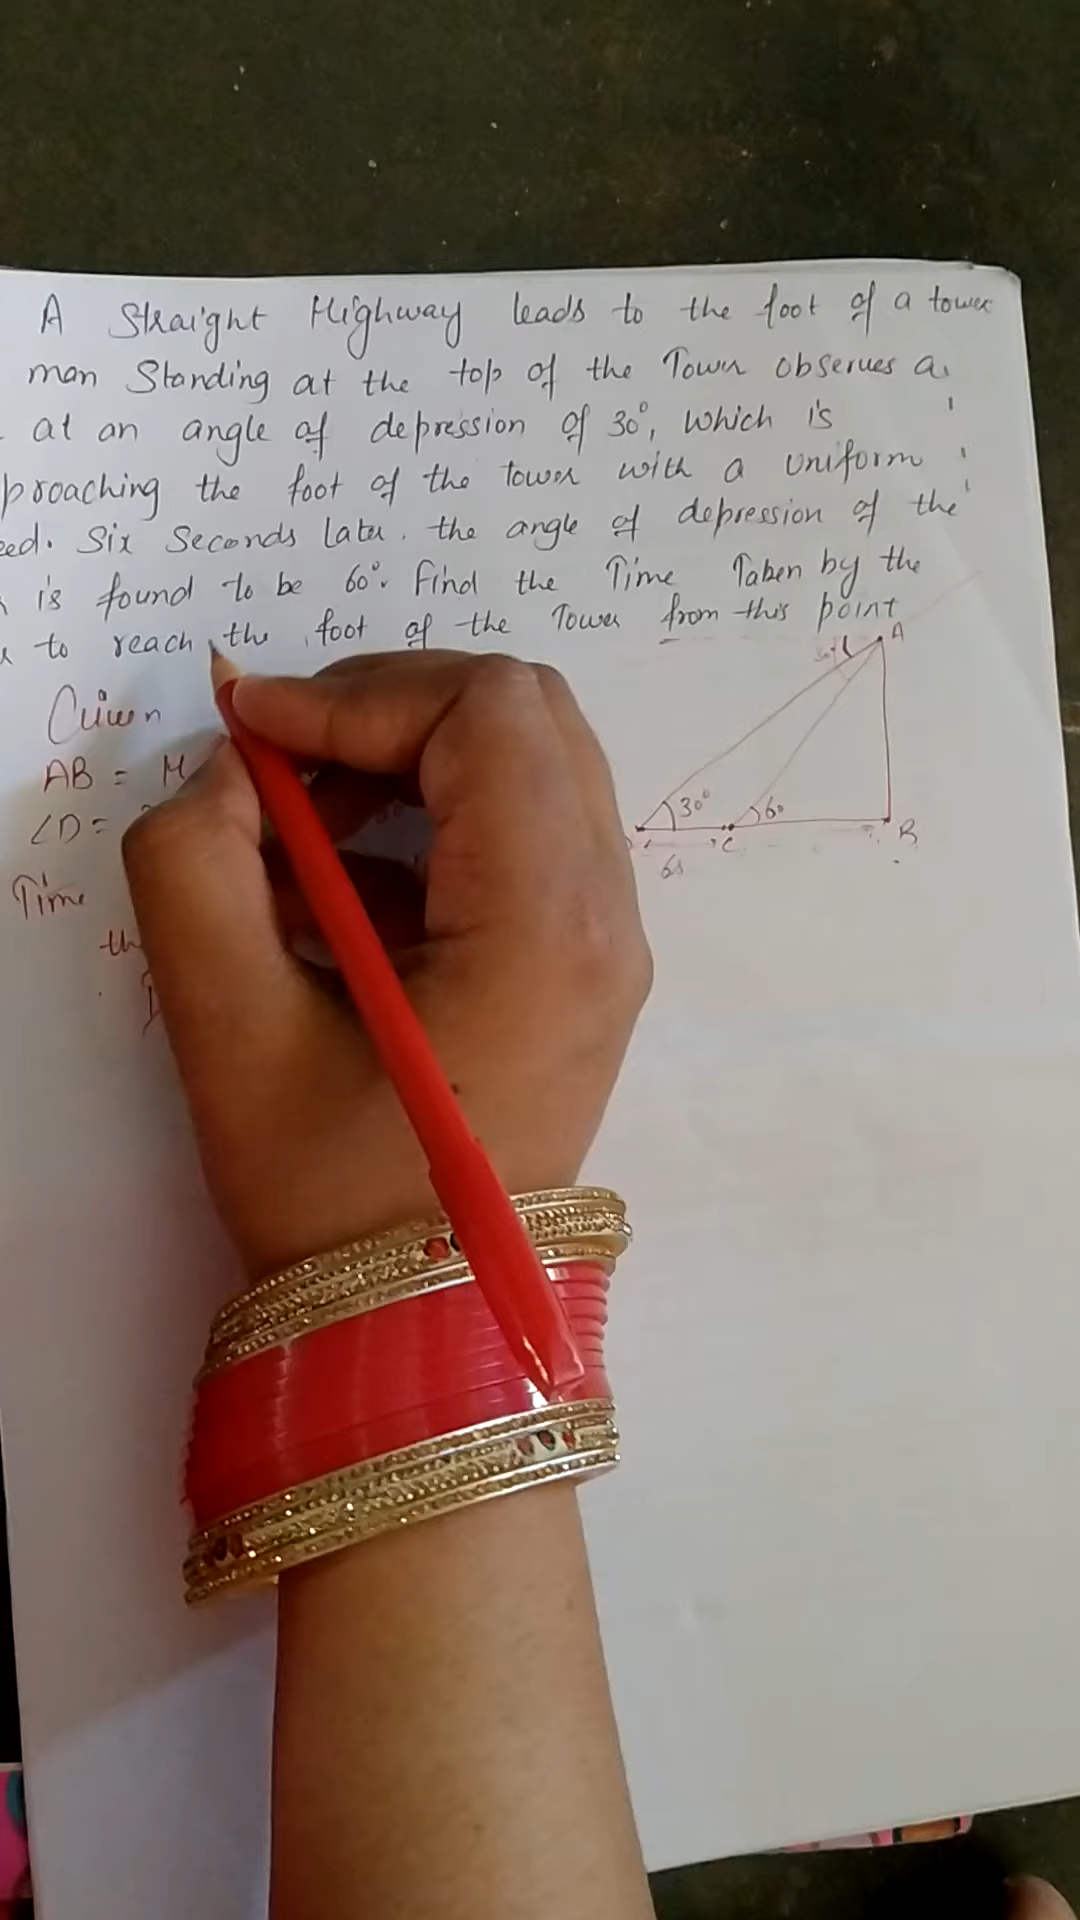 A Straight Highway leads to the foot of a tower
man Standing at the top of the Tower observes a
at an angle of depression of 30°, which is
proaching the foot of the tower with a uniform
eed. Six Seconds later. the angle of depression of the
is found to be 60°. Find the Time Taken by the
to reach the foot of the Tower from this point
A
Given
AB = H
30°
60
∠D =
C
B
6s
Time
th